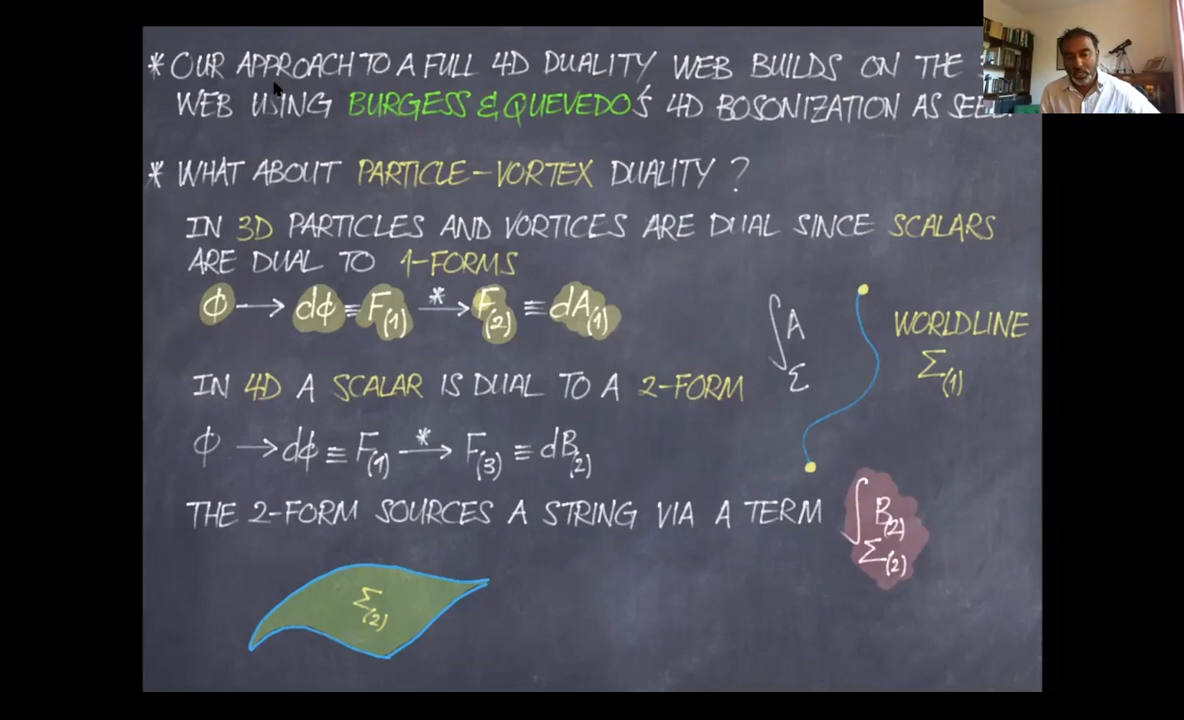 * OUR APPROACH TO A FULL 4D DUALITY WEB BUILDS ON THE
WEB USING BURGESS & QUEVEDO'S 4D BOSONIZATION AS
* WHAT ABOUT PARTICLE-VORTEX DUALITY?
IN 3D PARTICLES AND VORTICES ARE DUAL SINCE SCALARS
ARE DUAL TO 1-FORMS
ϕ → dϕ ≡ F(1) *→ F(2) ≡ dA(1)
∫Σ A
WORLDLINE
Σ(1)
IN 4D A SCALAR IS DUAL TO A 2-FORM
ϕ → dϕ ≡ F(1) *→ F(3) ≡ dB(2)
THE 2-FORM SOURCES A STRING VIA A TERM ∫Σ(2) B(2)
Σ(2)